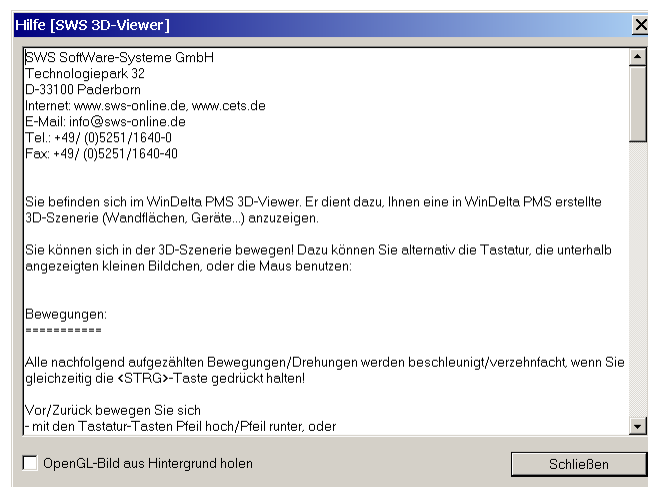 Hilfe [SWS 3D-Viewer]
SWS SoftWare-Systeme GmbH
Technologiepark 32
D-33100 Paderborn
Internet: www.sws-online.de, www.cets.de
E-Mail: info@sws-online.de
Tel.: +49/ (0)5251/1640-0
Fax: +49/ (0)5251/1640-40
Sie befinden sich im WinDelta PMS 3D-Viewer. Er dient dazu, Ihnen eine in WinDelta PMS erstellte
3D-Szenerie (Wandflächen, Geräte...) anzuzeigen.
Sie können sich in der 3D-Szenerie bewegen! Dazu können Sie alternativ die Tastatur, die unterhalb
angezeigten kleinen Bildchen, oder die Maus benutzen:
Bewegungen:
===========
Alle nachfolgend aufgezählten Bewegungen/Drehungen werden beschleunigt/verzehnfacht, wenn Sie
gleichzeitig die <STRG>-Taste gedrückt halten!
Vor/Zurück bewegen Sie sich
- mit den Tastatur-Tasten Pfeil hoch/Pfeil runter, oder
OpenGL-Bild aus Hintergrund holen
Schließen